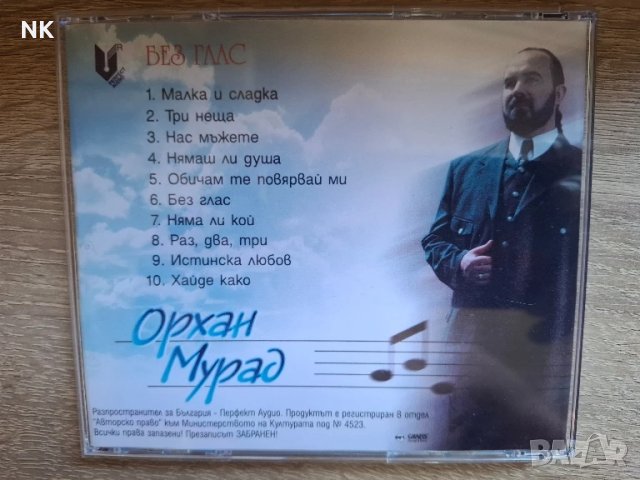 NK
БЕЗ ГЛАС
1. Малка и сладка
2. Три неща
3. Нас мъжете
4. Нямаш ли душа
5. Обичам те повярвай ми
6. Без глас
7. Няма ли кой
8. Раз, два, три
9. Истинска любов
10. Хайде како
Орхан
Мурад
Разпространител за България - Перфект Аудио. Продуктът е регистриран в отдел
"Авторско право" към Министерството на Културата под № 4523.
Всички права запазени! Презаписът ЗАБРАНЕН!
BAZAR